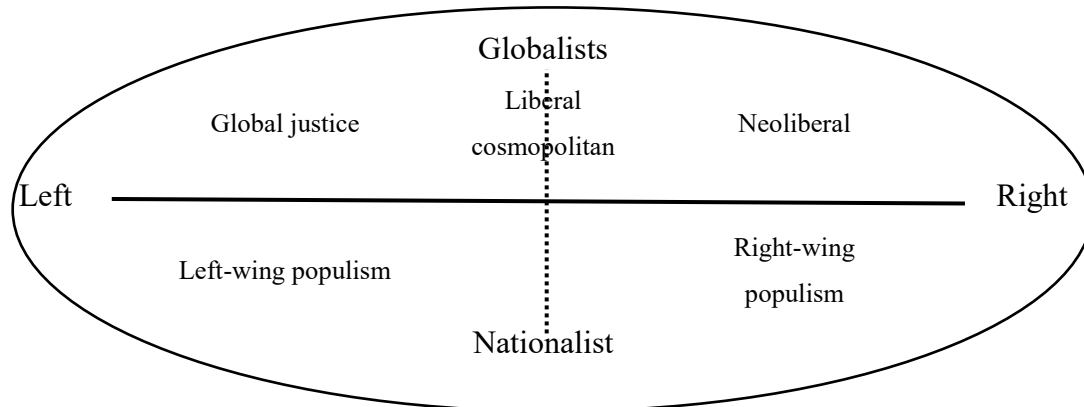 Globalists
Liberal
Global justice
Neoliberal
cosmopolitan
Left
Right
Right-wing
Left-wing populism
populism
Nationalist